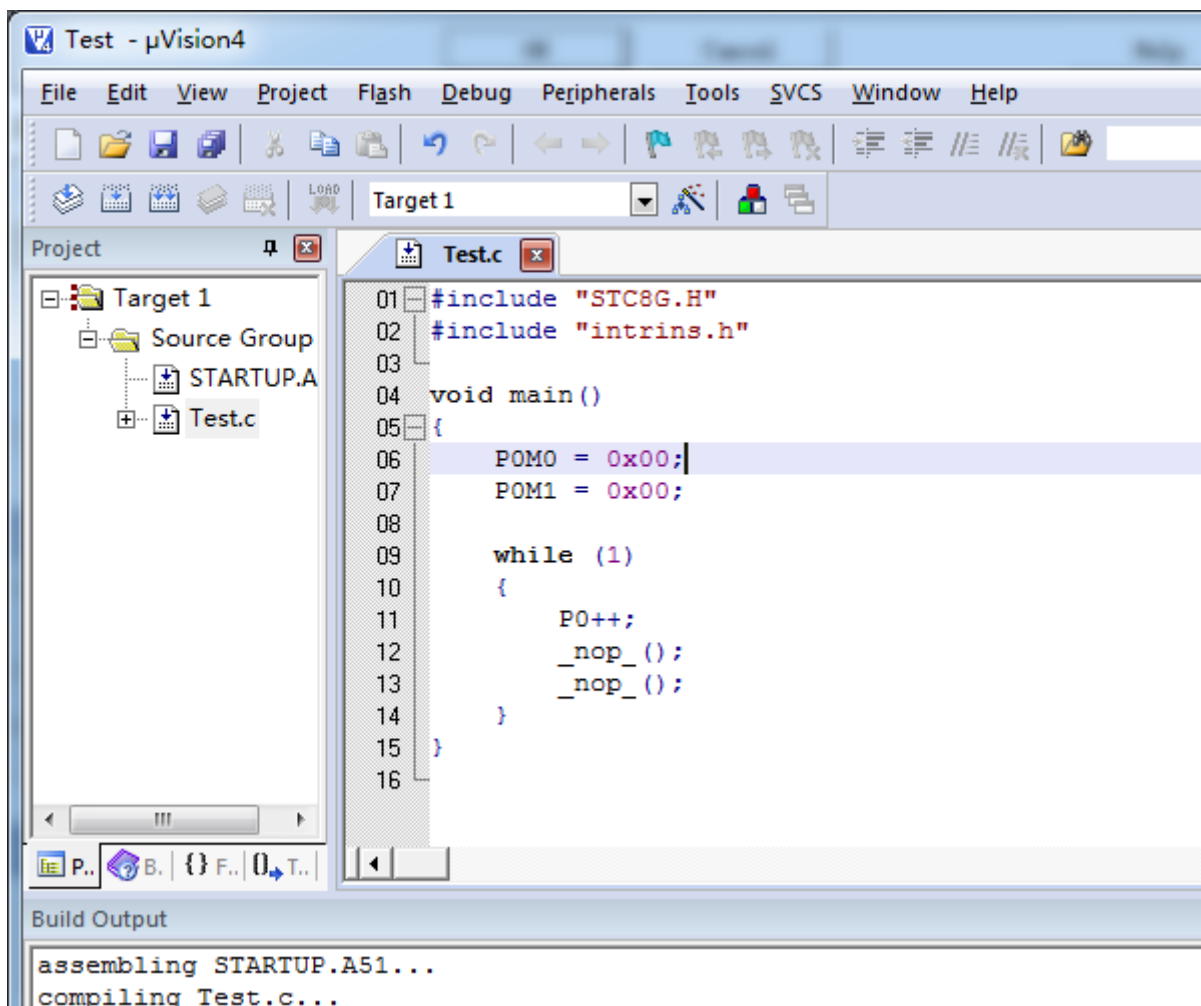 Test - µVision4
File Edit View Project Flash Debug Peripherals Tools SVCS Window Help
LOAD
Target 1
Project
Test.c
Target 1
Source Group
STARTUP.A
Test.c
01 #include "STC8G.H"
02 #include "intrins.h"
03
04 void main()
05 {
06 P0M0 = 0x00;
07 P0M1 = 0x00;
08
09 while (1)
10 {
11 P0++;
12 _nop_();
13 _nop_();
14 }
15 }
16
P.. B. {} F.. 0 T..
Build Output
assembling STARTUP.A51...
compiling Test.c...